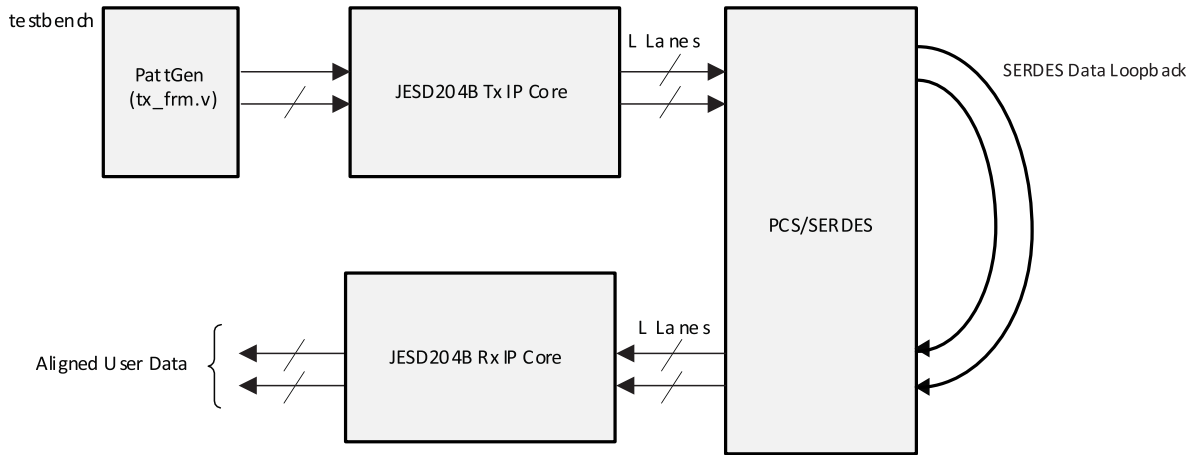 testbench
PattGen
(tx_frm.v)
JESD204B Tx IP Core
L Lanes
SERDES Data Loopback
PCS/SERDES
L Lanes
JESD204B Rx IP Core
Aligned User Data